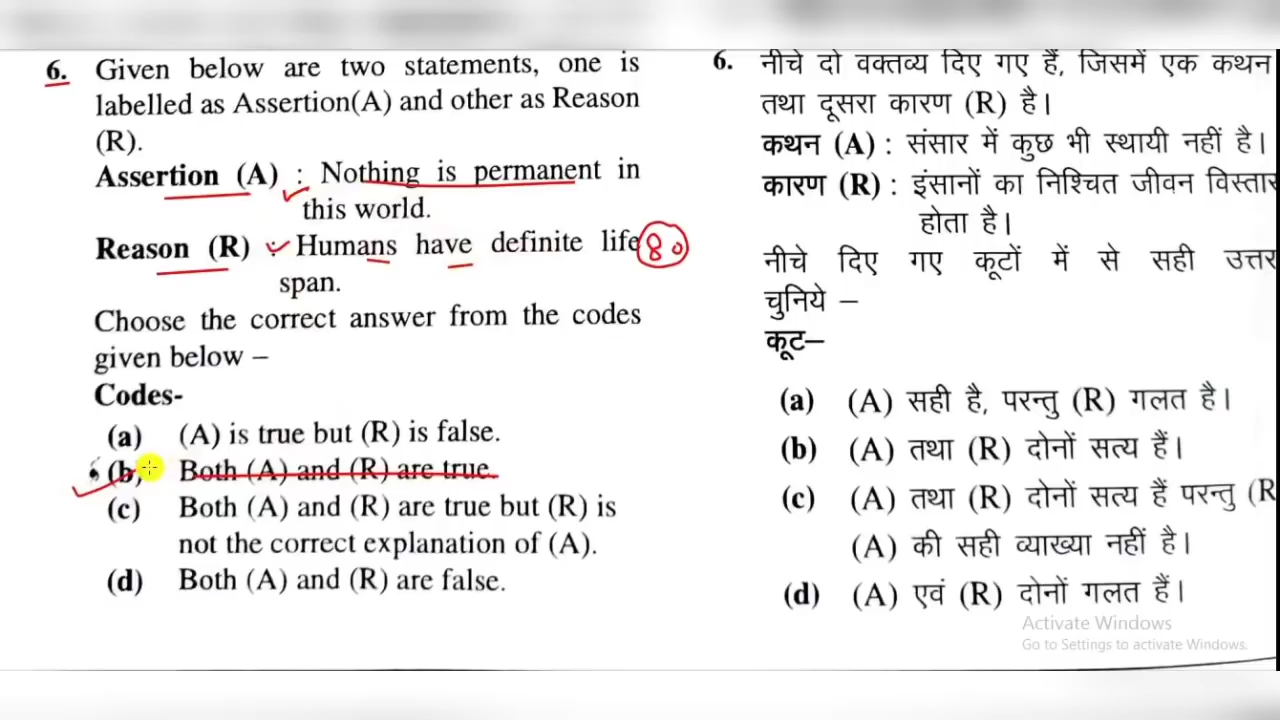 6. Given below are two statements, one is
labelled as Assertion(A) and other as Reason
(R).
Assertion (A) : Nothing is permanent in
this world.
Reason (R) : Humans have definite life 80
span.
Choose the correct answer from the codes
given below –
Codes-
(a) (A) is true but (R) is false.
(b) Both (A) and (R) are true.
(c) Both (A) and (R) are true but (R) is
not the correct explanation of (A).
(d) Both (A) and (R) are false.
6. नीचे दो वक्तव्य दिए गए हैं, जिसमें एक कथन
तथा दूसरा कारण (R) है।
कथन (A) : संसार में कुछ भी स्थायी नहीं है।
कारण (R) : इंसानों का निश्चित जीवन विस्तार
होता है।
नीचे दिए गए कूटों में से सही उत्तर
चुनिये –
कूट–
(a) (A) सही है, परन्तु (R) गलत है।
(b) (A) तथा (R) दोनों सत्य हैं।
(c) (A) तथा (R) दोनों सत्य हैं परन्तु (R
(A) की सही व्याख्या नहीं है।
(d) (A) एवं (R) दोनों गलत हैं।
Activate Windows
Go to Settings to activate Windows.